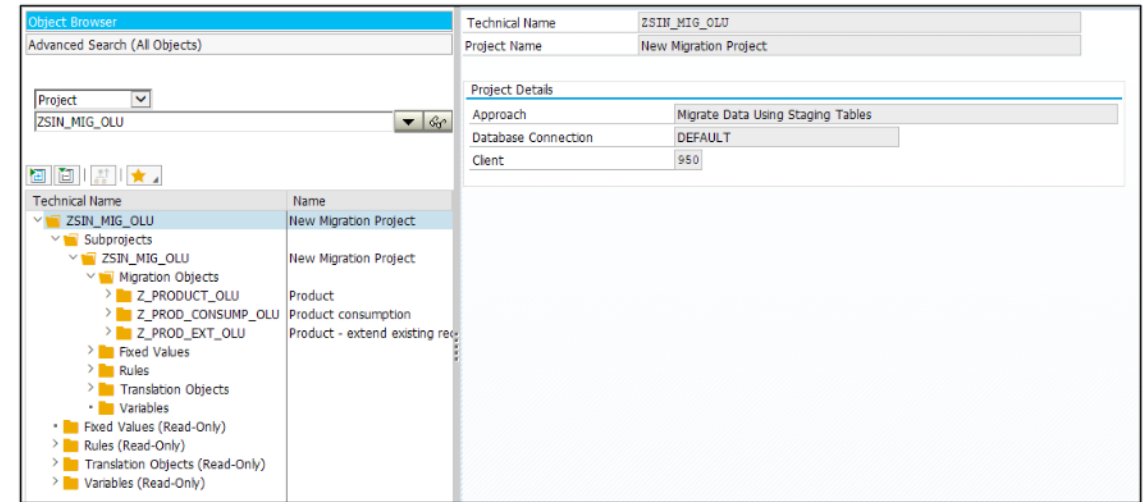 Object Browser
Advanced Search (All Objects)
Project
ZSIN_MIG_OLU
Technical Name Name
ZSIN_MIG_OLU New Migration Project
Subprojects
ZSIN_MIG_OLU New Migration Project
Migration Objects
Z_PRODUCT_OLU Product
Z_PROD_CONSUMP_OLU Product consumption
Z_PROD_EXT_OLU Product - extend existing rec
Fixed Values
Rules
Translation Objects
Variables
Fixed Values (Read-Only)
Rules (Read-Only)
Translation Objects (Read-Only)
Variables (Read-Only)
Technical Name ZSIN_MIG_OLU
Project Name New Migration Project
Project Details
Approach Migrate Data Using Staging Tables
Database Connection DEFAULT
Client 950